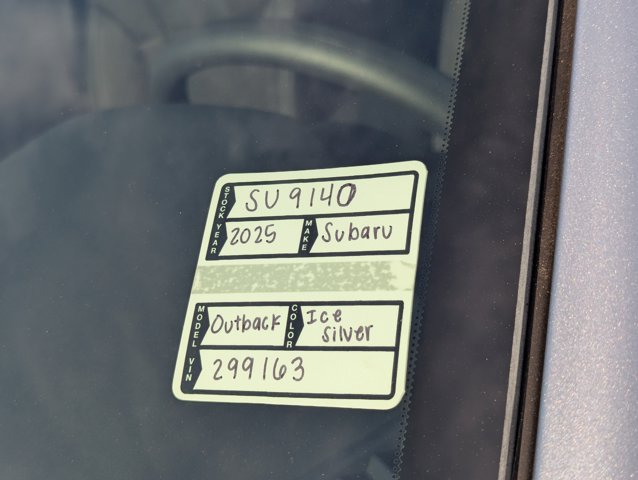 STOCK SU9140
YEAR 2025 MAKE Subaru
MODEL Outback COLOR Ice
silver
VIN 299163